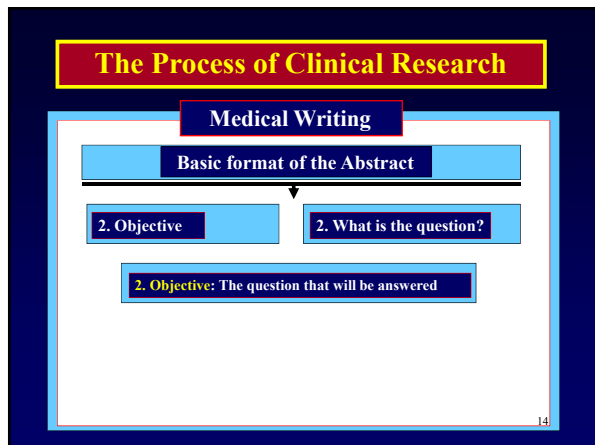 The Process of Clinical Research
Medical Writing
Basic format of the Abstract
2. Objective
2. What is the question?
2. Objective: The question that will be answered
14